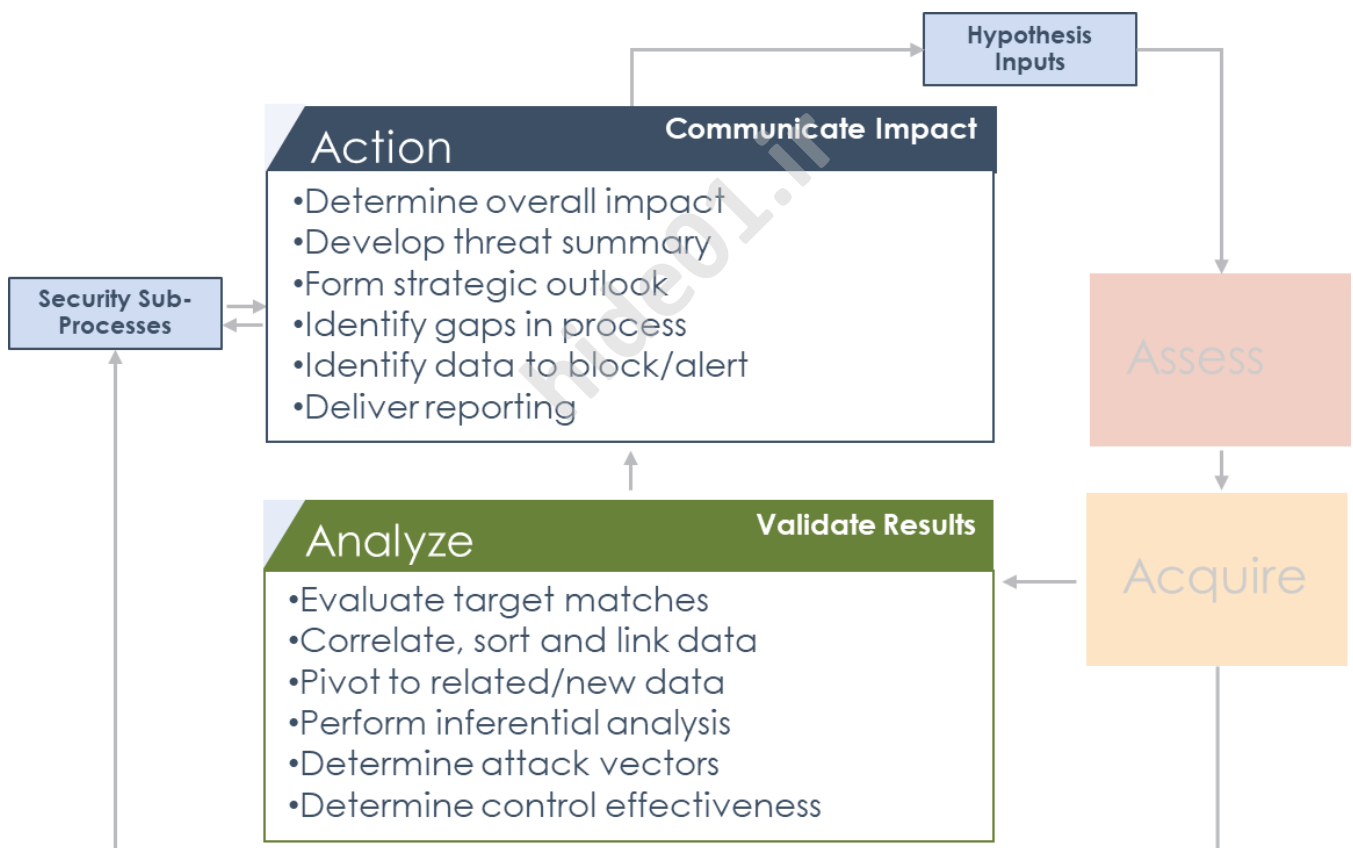 Hypothesis
Inputs
Action
Communicate Impact
•Determine overall impact
•Develop threat summary
•Form strategic outlook
•Identify gaps in process
•Identify data to block/alert
•Deliver reporting
Security Sub-
Processes
Assess
Acquire
Analyze
Validate Results
•Evaluate target matches
•Correlate, sort and link data
•Pivot to related/new data
•Perform inferential analysis
•Determine attack vectors
•Determine control effectiveness
hide01.ir